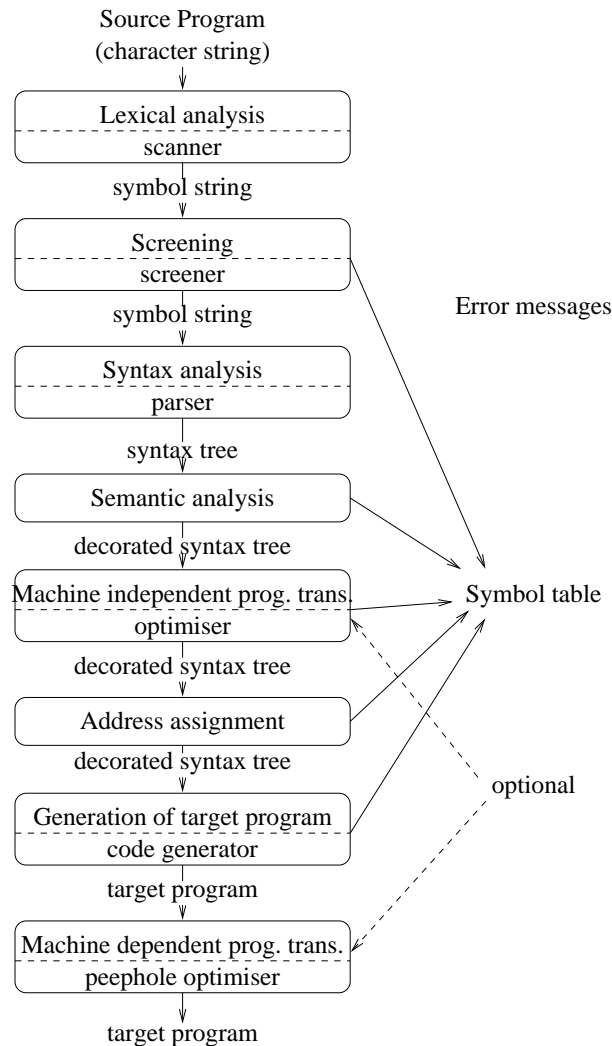 Source Program
(character string)
Lexical analysis
scanner
symbol string
Screening
screener
symbol string
Error messages
Syntax analysis
parser
syntax tree
Semantic analysis
decorated syntax tree
Machine independent prog. trans.
optimiser
Symbol table
decorated syntax tree
Address assignment
decorated syntax tree
optional
Generation of target program
code generator
target program
Machine dependent prog. trans.
peephole optimiser
target program